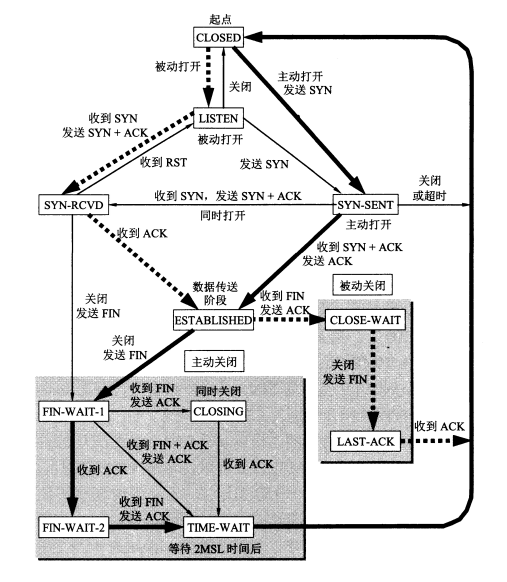 起点
CLOSED
被动打开
关闭
主动打开
发送 SYN
收到 SYN
发送 SYN + ACK
LISTEN
被动打开
收到 RST
发送 SYN
SYN-RCVD
收到 SYN，发送 SYN + ACK
同时打开
SYN-SENT
主动打开
关闭
或超时
收到 ACK
收到 SYN + ACK
发送 ACK
数据传送
阶段
ESTABLISHED
关闭
发送 FIN
关闭
发送 FIN
收到 FIN
发送 ACK
被动关闭
CLOSE-WAIT
关闭
发送 FIN
LAST-ACK
收到 ACK
主动关闭
FIN-WAIT-1
收到 FIN
发送 ACK
同时关闭
CLOSING
收到 FIN + ACK
发送 ACK
收到 ACK
收到 ACK
FIN-WAIT-2
收到 FIN
发送 ACK
TIME-WAIT
等待 2MSL 时间后